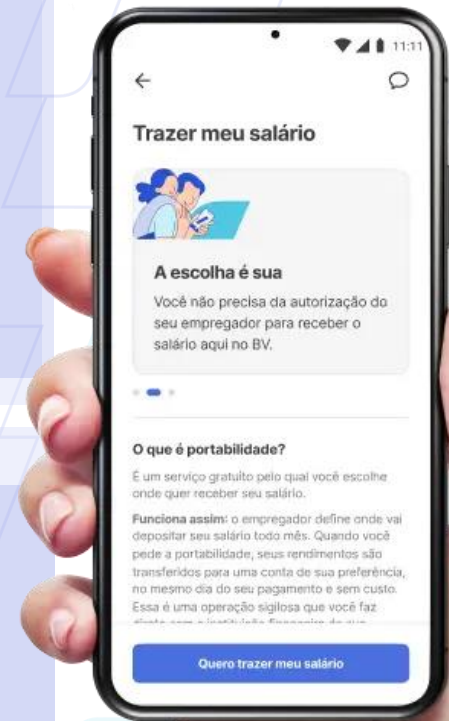 11:11
Trazer meu salário
A escolha é sua
Você não precisa da autorização do
seu empregador para receber o
salário aqui no BV.
O que é portabilidade?
É um serviço gratuito pelo qual você escolhe
onde quer receber seu salário.
Funciona assim: o empregador define onde vai
depositar seu salário todo mês. Quando você
pede a portabilidade, seus rendimentos são
transferidos para uma conta de sua preferência,
no mesmo dia do seu pagamento e sem custo.
Essa é uma operação sigilosa que você faz
Quero trazer meu salário